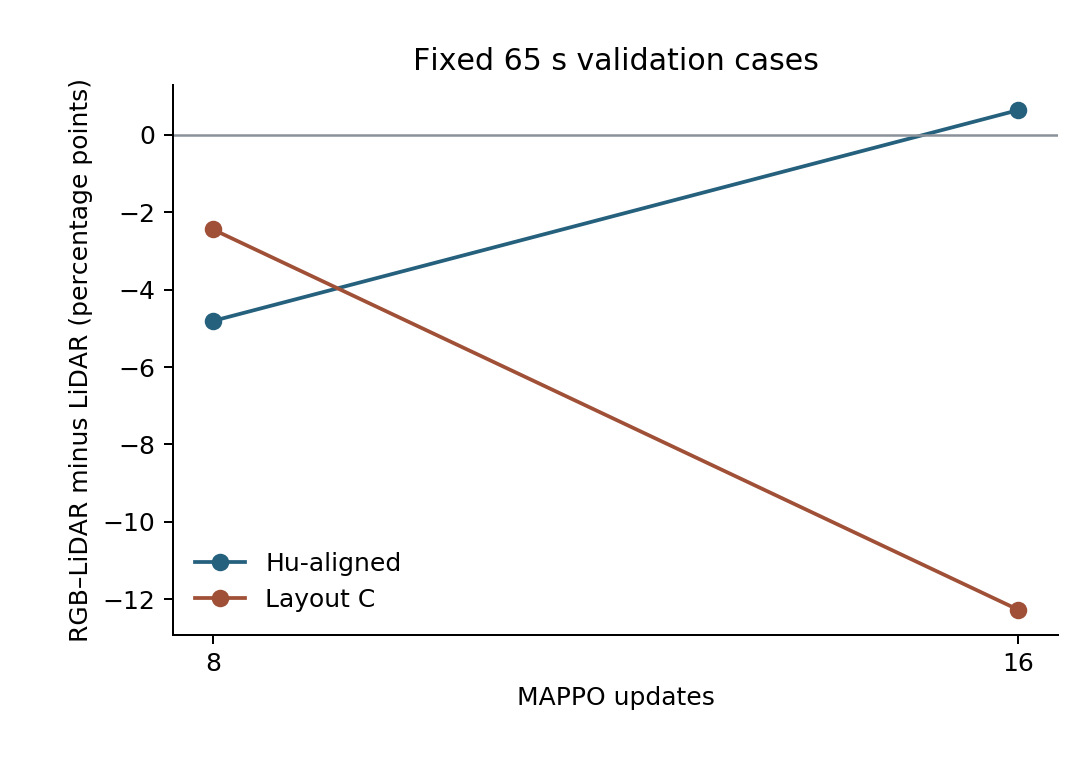 Fixed 65 s validation cases
RGB–LiDAR minus LiDAR (percentage points)
0
−2
−4
−6
−8
−10
−12
Hu-aligned
Layout C
8
16
MAPPO updates